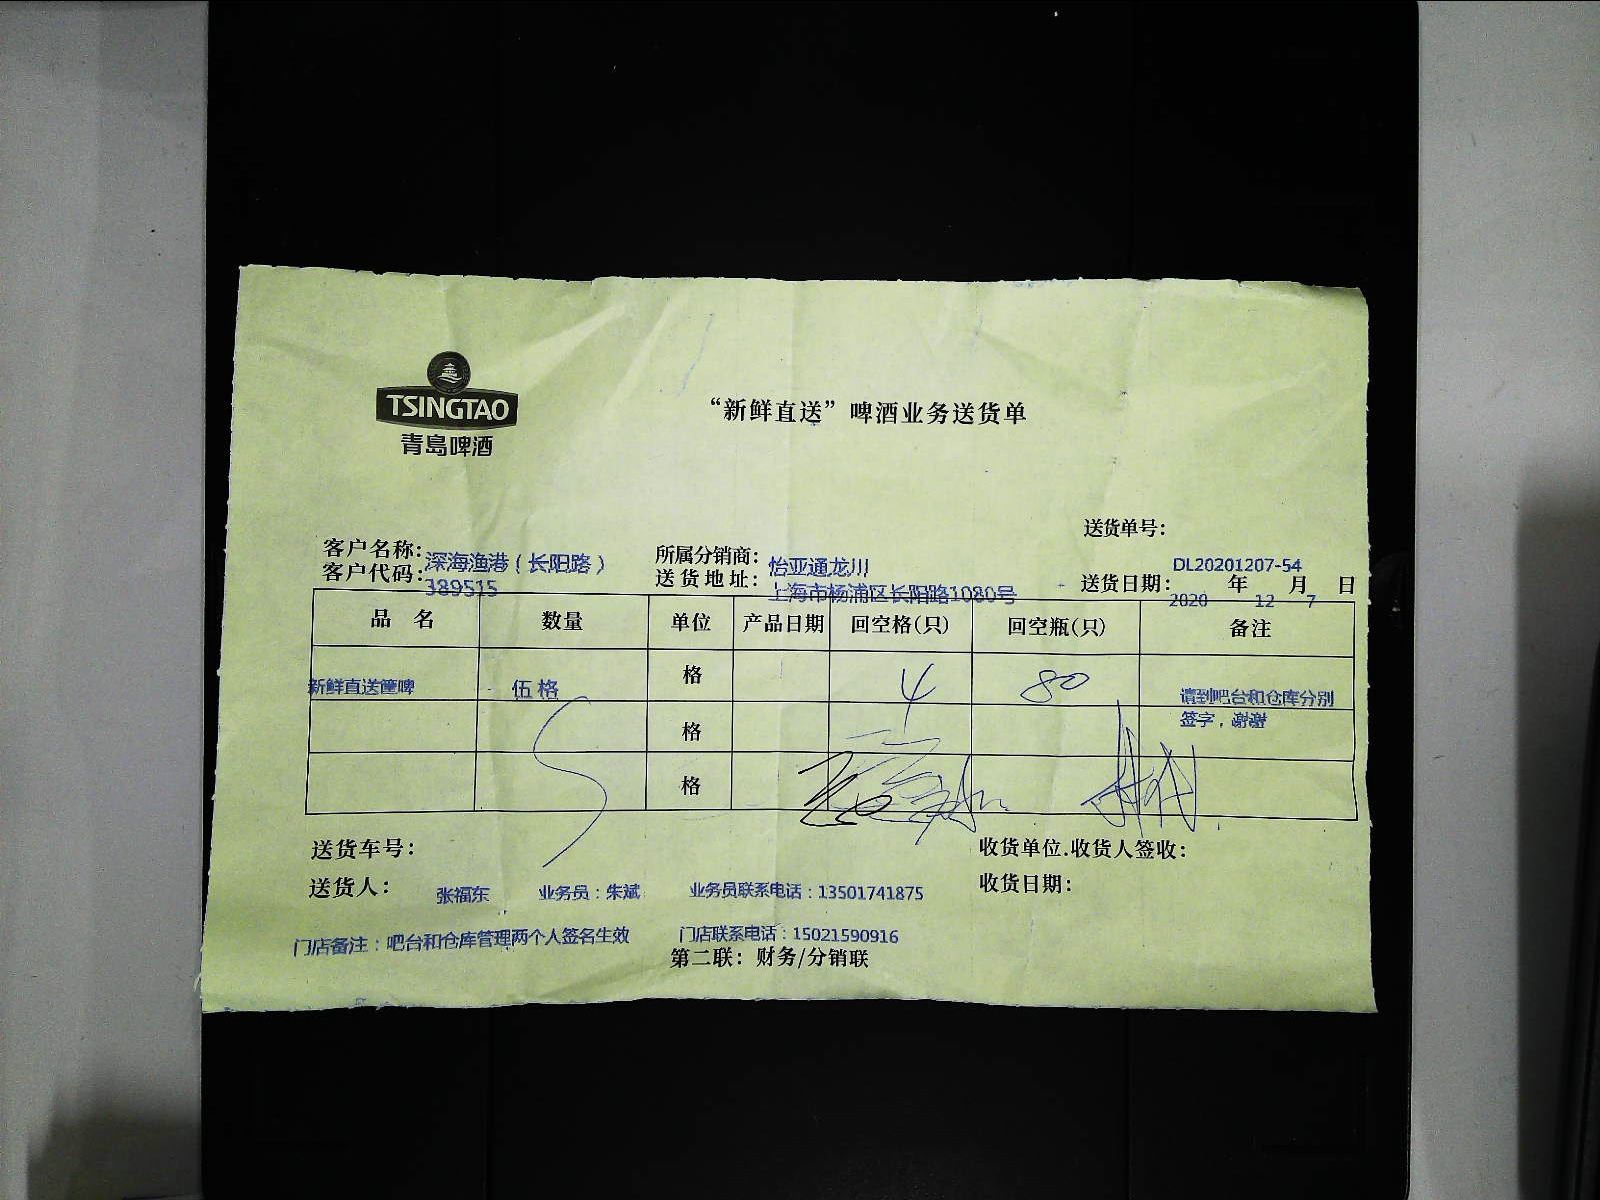 TSINGTAO
青島啤酒
“新鲜直送”啤酒业务送货单
送货单号：
DL20201207-54
客户名称：深海渔港（长阳路） 所属分销商：怡亚通龙川
客户代码：389515 送货地址：上海市杨浦区长阳路1080号 送货日期：2020年12月7日
品 名 数量 单位 产品日期 回空格(只) 回空瓶(只) 备注
新鲜直送箽啤 伍格 格 4 80 请到吧台和仓库分别
签字，谢谢
格
格
送货车号： 收货单位.收货人签收：
送货人：张福东 业务员：朱斌 业务员联系电话：13501741875 收货日期：
门店备注：吧台和仓库管理两个人签名生效 门店联系电话：15021590916
第二联：财务/分销联